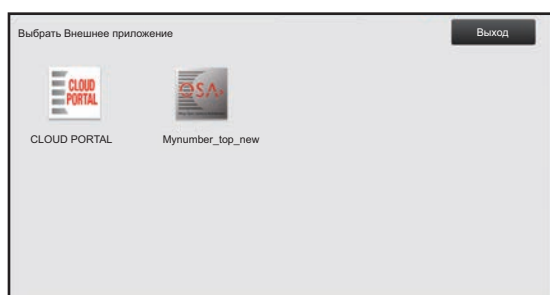 Выбрать Внешнее приложение
Выход
CLOUD
PORTAL
OSA
CLOUD PORTAL
Mynumber_top_new